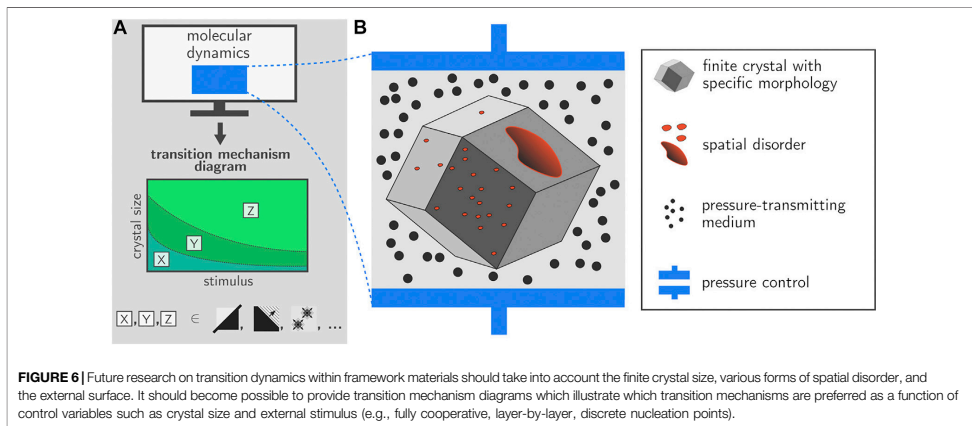 A
molecular
dynamics
transition mechanism
diagram
crystal size
Z
Y
X
stimulus
X , Y , Z ∈ , , , ...
B
finite crystal with
specific morphology
spatial disorder
pressure-transmitting
medium
pressure control
FIGURE 6 | Future research on transition dynamics within framework materials should take into account the finite crystal size, various forms of spatial disorder, and
the external surface. It should become possible to provide transition mechanism diagrams which illustrate which transition mechanisms are preferred as a function of
control variables such as crystal size and external stimulus (e.g., fully cooperative, layer-by-layer, discrete nucleation points).